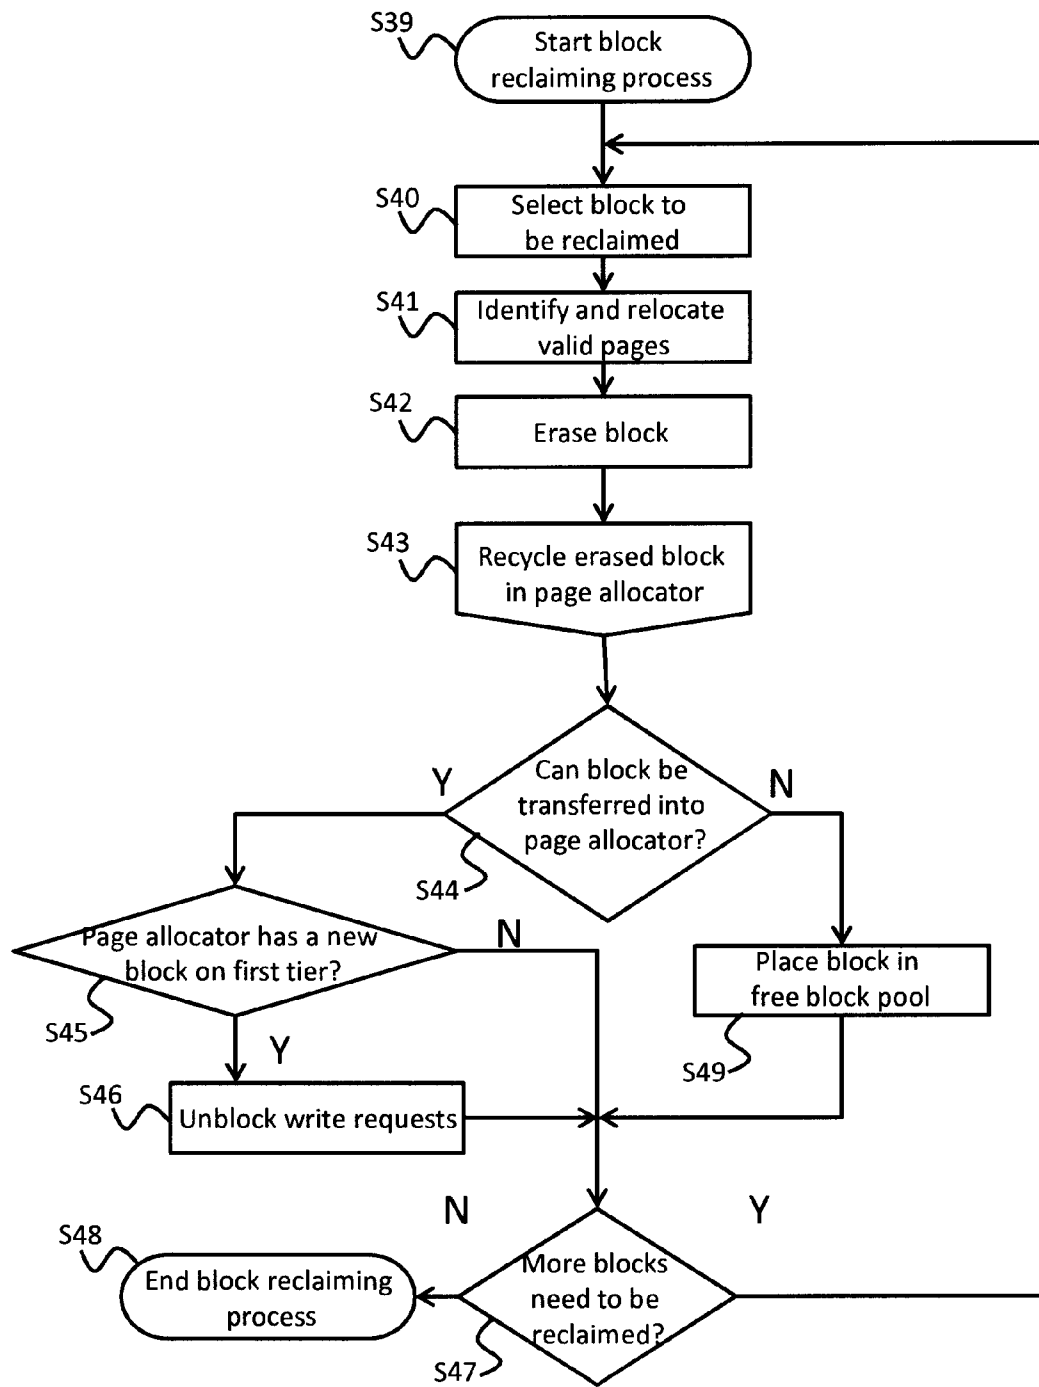 S39
Start block
reclaiming process
S40
Select block to
be reclaimed
S41
Identify and relocate
valid pages
S42
Erase block
S43
Recycle erased block
in page allocator
Y
Can block be
transferred into
page allocator?
N
S44
Page allocator has a new
block on first tier?
N
S45
Y
Place block in
free block pool
S49
S46
Unblock write requests
N
Y
S48
End block reclaiming
process
More blocks
need to be
reclaimed?
S47